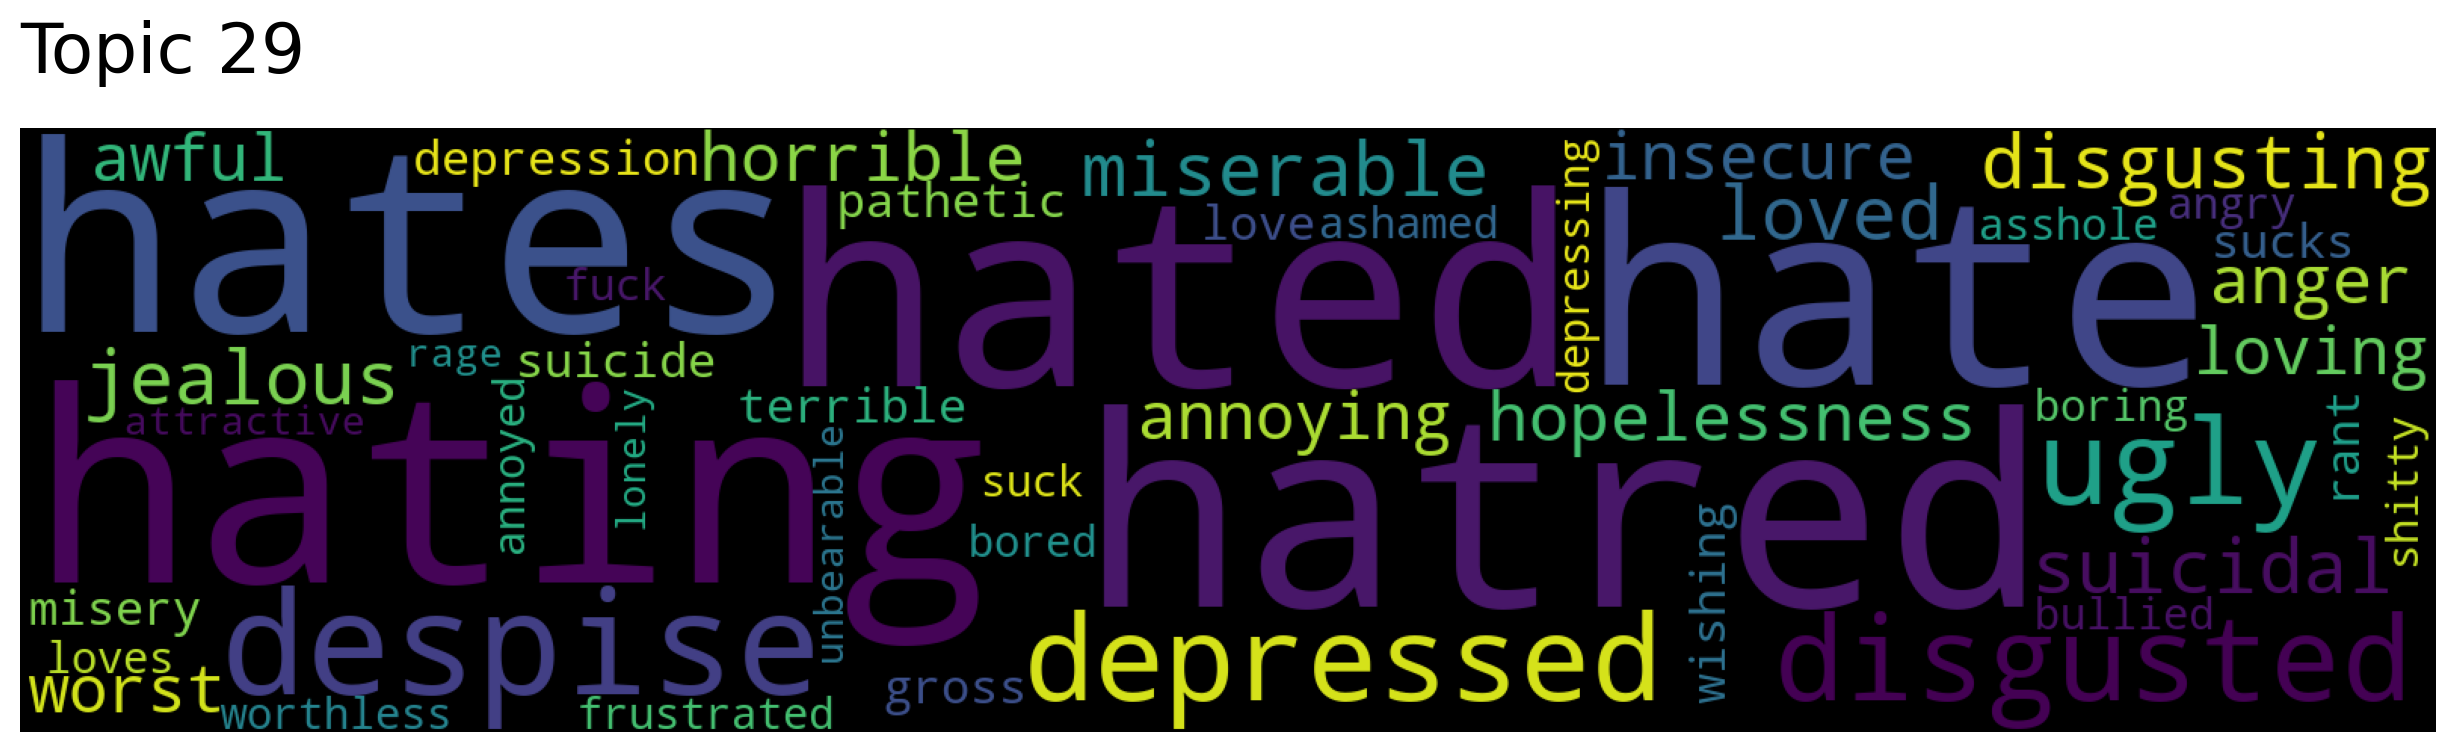 Topic 29
awful
depression
horrible
miserable
depressing
insecure
disgusting
hates
pathetic
love
ashamed
loved
asshole
angry
sucks
fuck
hated
hate
anger
jealous
rage
suicide
loving
attractive
annoyed
lonely
terrible
annoying
hopelessness
boring
rant
shitty
hating
unbearable
suck
bored
hatred
ugly
wishing
suicidal
bullied
misery
despise
depressed
disgusted
loves
worst
gross
worthless
frustrated